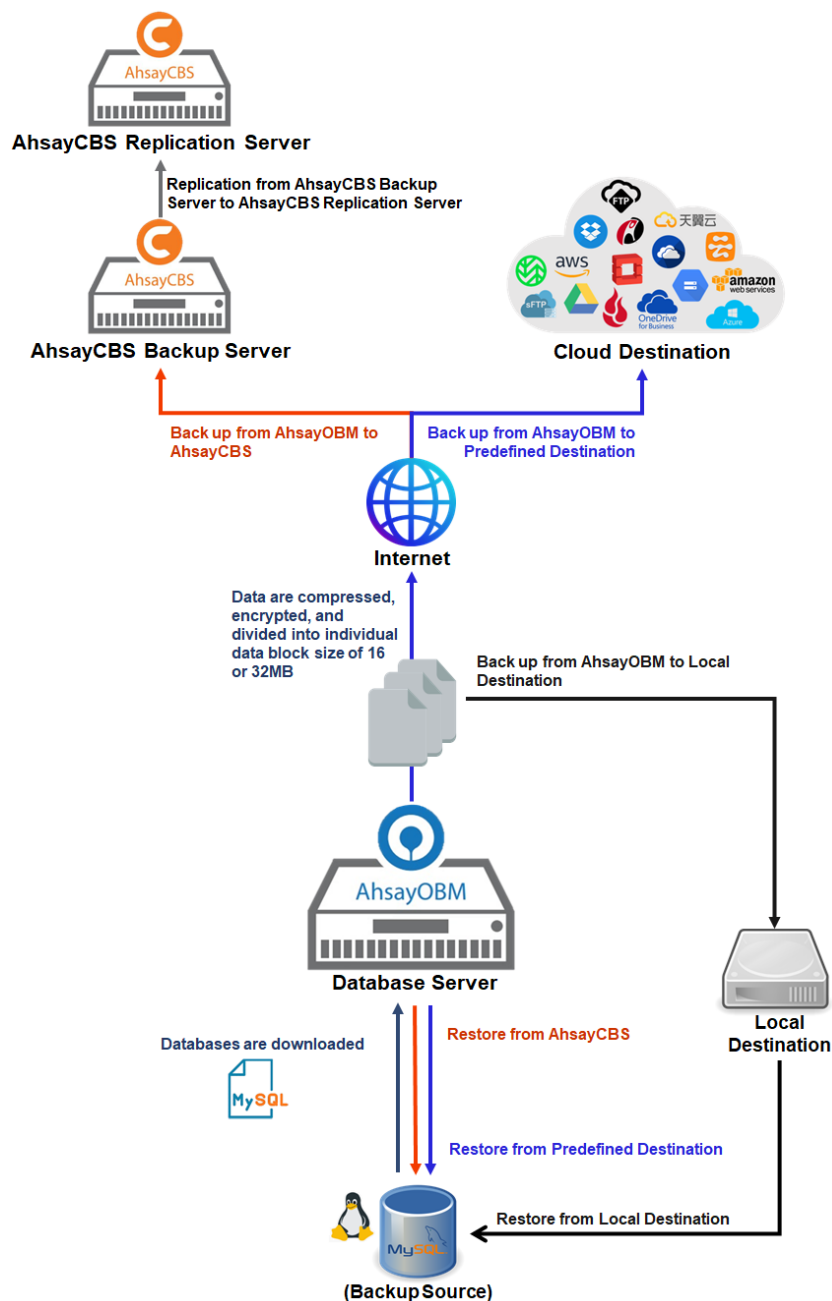 AhsayCBS
AhsayCBS Replication Server
Replication from AhsayCBS Backup
Server to AhsayCBS Replication Server
AhsayCBS
AhsayCBS Backup Server
FTP
天翼云
aws
amazon
web services
sFTP
OneDrive
for Business
Azure
Cloud Destination
Back up from AhsayOBM to
AhsayCBS
Back up from AhsayOBM to
Predefined Destination
Internet
Data are compressed,
encrypted, and
divided into individual
data block size of 16
or 32MB
Back up from AhsayOBM to Local
Destination
AhsayOBM
Database Server
Local
Destination
Databases are downloaded
MySQL
Restore from AhsayCBS
Restore from Predefined Destination
Restore from Local Destination
MySQL
(Backup Source)